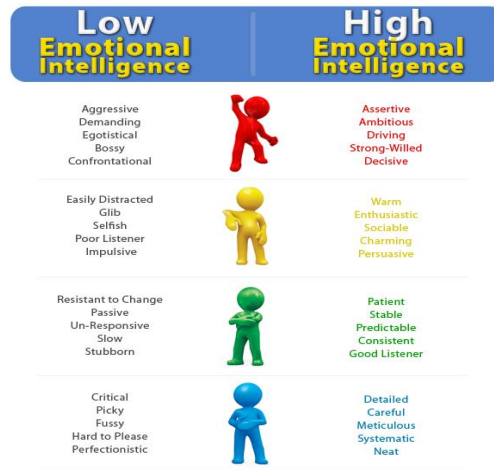 Low
Emotional
Intelligence
High
Emotional
Intelligence
Aggressive
Demanding
Egotistical
Bossy
Confrontational
Assertive
Ambitious
Driving
Strong-Willed
Decisive
Easily Distracted
Glib
Selfish
Poor Listener
Impulsive
Warm
Enthusiastic
Sociable
Charming
Persuasive
Resistant to Change
Passive
Un-Responsive
Slow
Stubborn
Patient
Stable
Predictable
Consistent
Good Listener
Critical
Picky
Fussy
Hard to Please
Perfectionistic
Detailed
Careful
Meticulous
Systematic
Neat